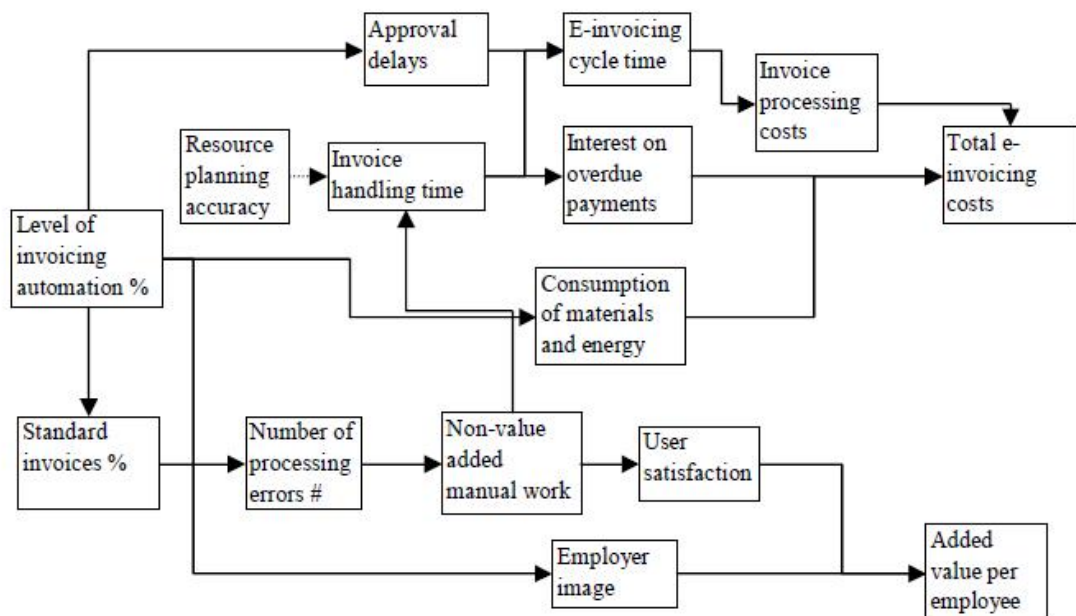 Approval
delays
E-invoicing
cycle time
Invoice
processing
costs
Resource
planning
accuracy
Invoice
handling time
Interest on
overdue
payments
Total e-
invoicing
costs
Level of
invoicing
automation %
Consumption
of materials
and energy
Standard
invoices %
Number of
processing
errors #
Non-value
added
manual work
User
satisfaction
Employer
image
Added
value per
employee